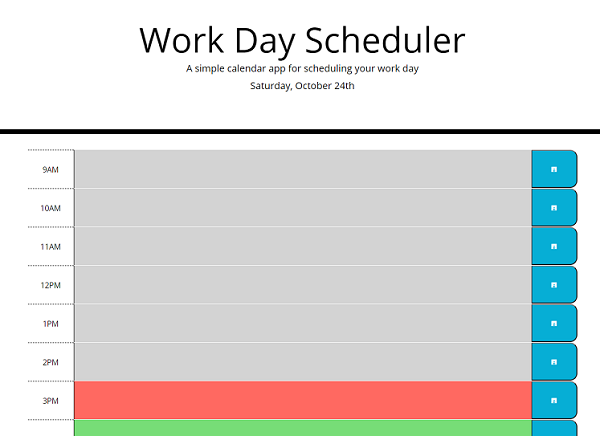 Work Day Scheduler
A simple calendar app for scheduling your work day
Saturday, October 24th
9AM
10AM
11AM
12PM
1PM
2PM
3PM